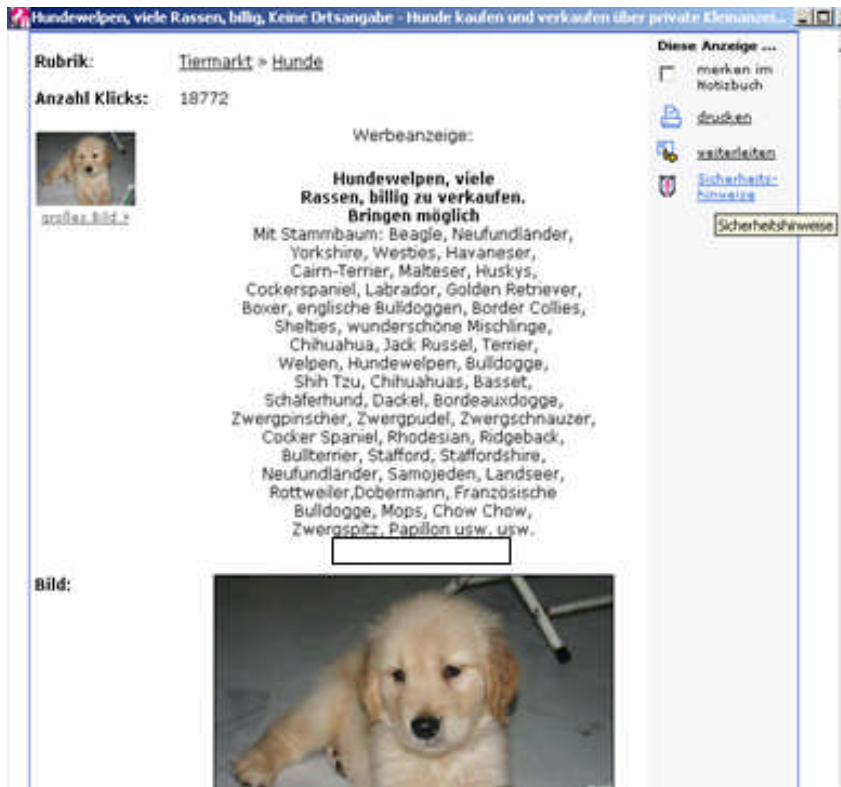 Hundewelpen, viele Rassen, billig, Keine Ortsangabe - Hunde kaufen und verkaufen über private Kleinanzei...
Diese Anzeige ...
Rubrik: Tiermarkt » Hunde
merken im
Notizbuch
Anzahl Klicks: 18772
drucken
Werbeanzeige:
weiterleiten
Hundewelpen, viele
Rassen, billig zu verkaufen.
Bringen möglich
Sicherheits-
hinweise
großes Bild »
Sicherheitshinweise
Mit Stammbaum: Beagle, Neufundländer,
Yorkshire, Westies, Havaneser,
Cairn-Terrier, Malteser, Huskys,
Cockerspaniel, Labrador, Golden Retriever,
Boxer, englische Bulldoggen, Border Collies,
Shelties, wunderschöne Mischlinge,
Chihuahua, Jack Russel, Terrier,
Welpen, Hundewelpen, Bulldogge,
Shih Tzu, Chihuahuas, Basset,
Schäferhund, Dackel, Bordeauxdogge,
Zwergpinscher, Zwergpudel, Zwergschnauzer,
Cocker Spaniel, Rhodesian, Ridgeback,
Bullterrier, Stafford, Staffordshire,
Neufundländer, Samojeden, Landseer,
Rottweiler,Dobermann, Französische
Bulldogge, Mops, Chow Chow,
Zwergspitz, Papillon usw. usw.
Bild: